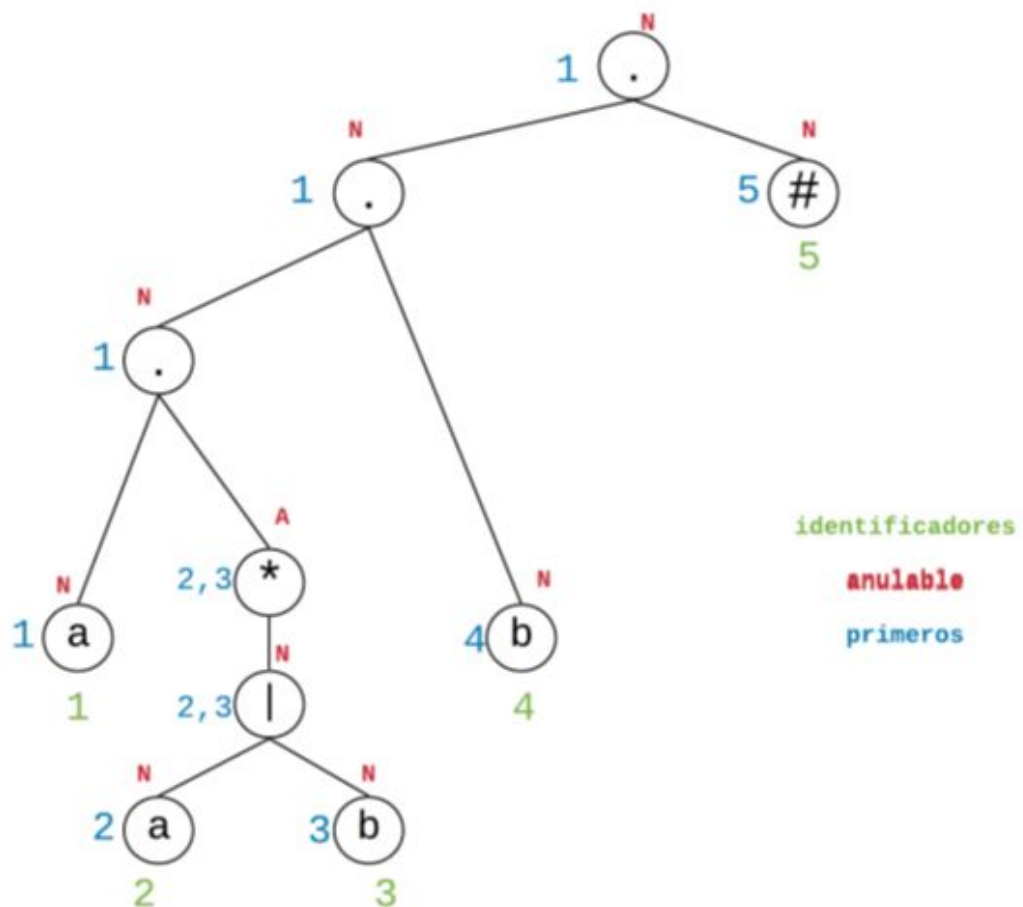 N
1 .
N N
1 . 5 #
5
N
1 .
A
identificadores
2,3 *
N N
anulable
1 a 4 b
primeros
N
1 2,3 | 4
N N
2 a 3 b
2 3